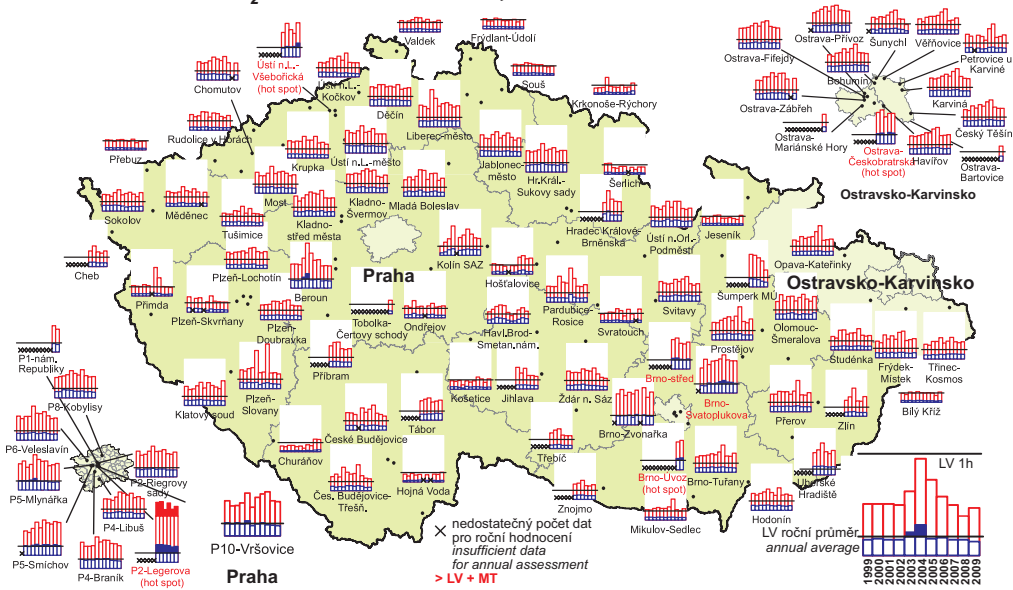 2
Valdek
Frýdlant-Údolí
Ústí n.L.-
Všebořická
(hot spot)
Chomutov
Ústí n.L.-
Kočkov
Souš
Děčín
Krkonoše-Rýchory
Rudolice v Horách
Liberec-město
Přebuz
Krupka
Ústí n.L.-město
Jablonec-
město
Hr.Král.-
Sukovy sady
Šerlich
Sokolov
Měděnec
Tušimice
Most
Kladno-
střed města
Kladno-
Švermov
Mladá Boleslav
Hradec Králové-
Brněnská
Ústí n.Orl.-
Podměstí
Jeseník
Cheb
Plzeň-Lochotín
Beroun
Praha
Kolín SAZ
Hošťalovice
Opava-Kateřinky
Ostravsko-Karvinsko
Přimda
Plzeň-Skvrňany
Plzeň-
Doubravka
Tobolka-
Čertovy schody
Ondřejov
Havl.Brod-
Smetan.nám.
Pardubice-
Rosice
Svratouch
Svitavy
Šumperk MÚ
Olomouc-
Šmeralova
Prostějov
Studénka
Frýdek-
Místek
Třinec-
Kosmos
P1-nám.
Republiky
Příbram
Klatovy soud
Plzeň-
Slovany
Košetice
Jihlava
Žďár n. Sáz
Brno-střed
Brno-
Svatoplukova
Přerov
Zlín
Bílý Kříž
P8-Kobylisy
P6-Veleslavín
P5-Mlynářka
P2-Riegrovy
sady
P4-Libuš
P5-Smíchov
P4-Braník
P2-Legerova
(hot spot)
P10-Vršovice
Praha
Churáňov
České Budějovice
Tábor
Čes. Budějovice-
Třešň.
Hojná Voda
Třebíč
Brno-Zvonařka
Brno-Úvoz
(hot spot)
Brno-Tuřany
Uherské
Hradiště
Znojmo
Mikulov-Sedlec
Hodonín
Ostrava-Přívoz
Šunychl
Věřňovice
Ostrava-Fifejdy
Petrovice u
Karviné
Bohumín
Ostrava-Zábřeh
Karviná
Český Těšín
Ostrava-
Mariánské Hory
Ostrava-
Českobratrská
(hot spot)
Havířov
Ostrava-
Bartovice
Ostravsko-Karvinsko
× nedostatečný počet dat
pro roční hodnocení
insufficient data
for annual assessment
> LV + MT
LV 1h
LV roční průměr
annual average
1999
2000
2001
2002
2003
2004
2005
2006
2007
2008
2009